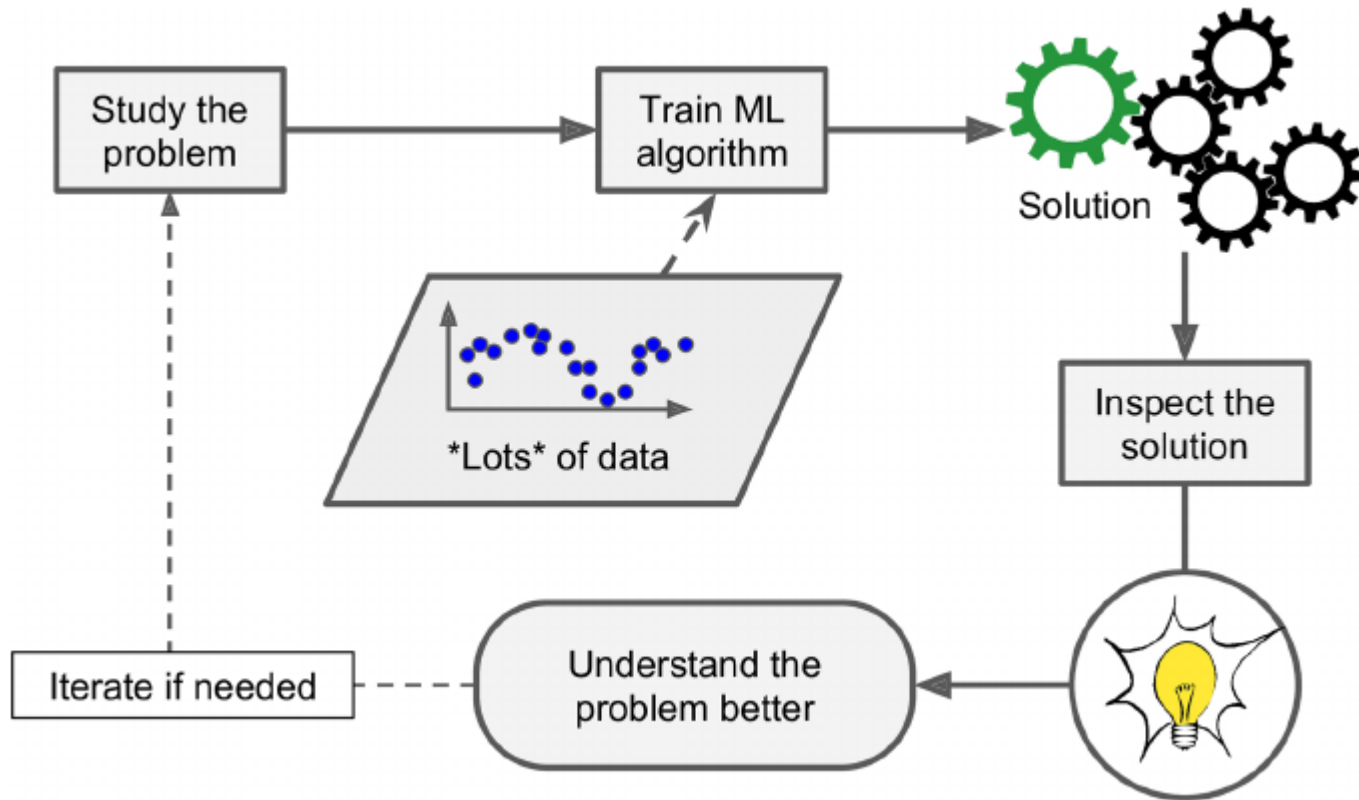 Study the
problem
Train ML
algorithm
Solution
*Lots* of data
Inspect the
solution
Understand the
problem better
Iterate if needed